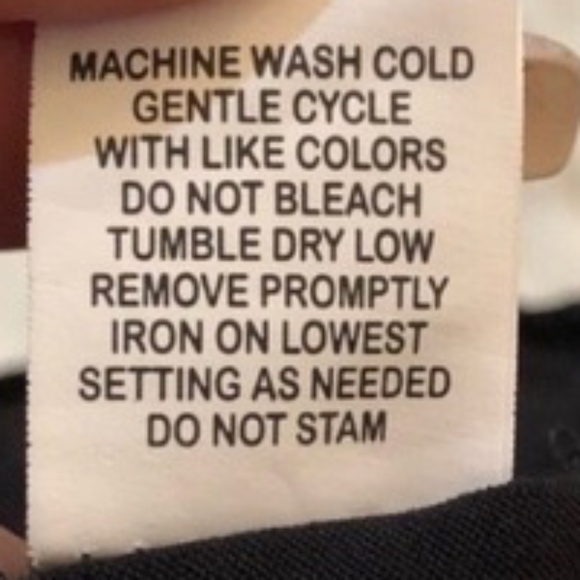 MACHINE WASH COLD
GENTLE CYCLE
WITH LIKE COLORS
DO NOT BLEACH
TUMBLE DRY LOW
REMOVE PROMPTLY
IRON ON LOWEST
SETTING AS NEEDED
DO NOT STAM